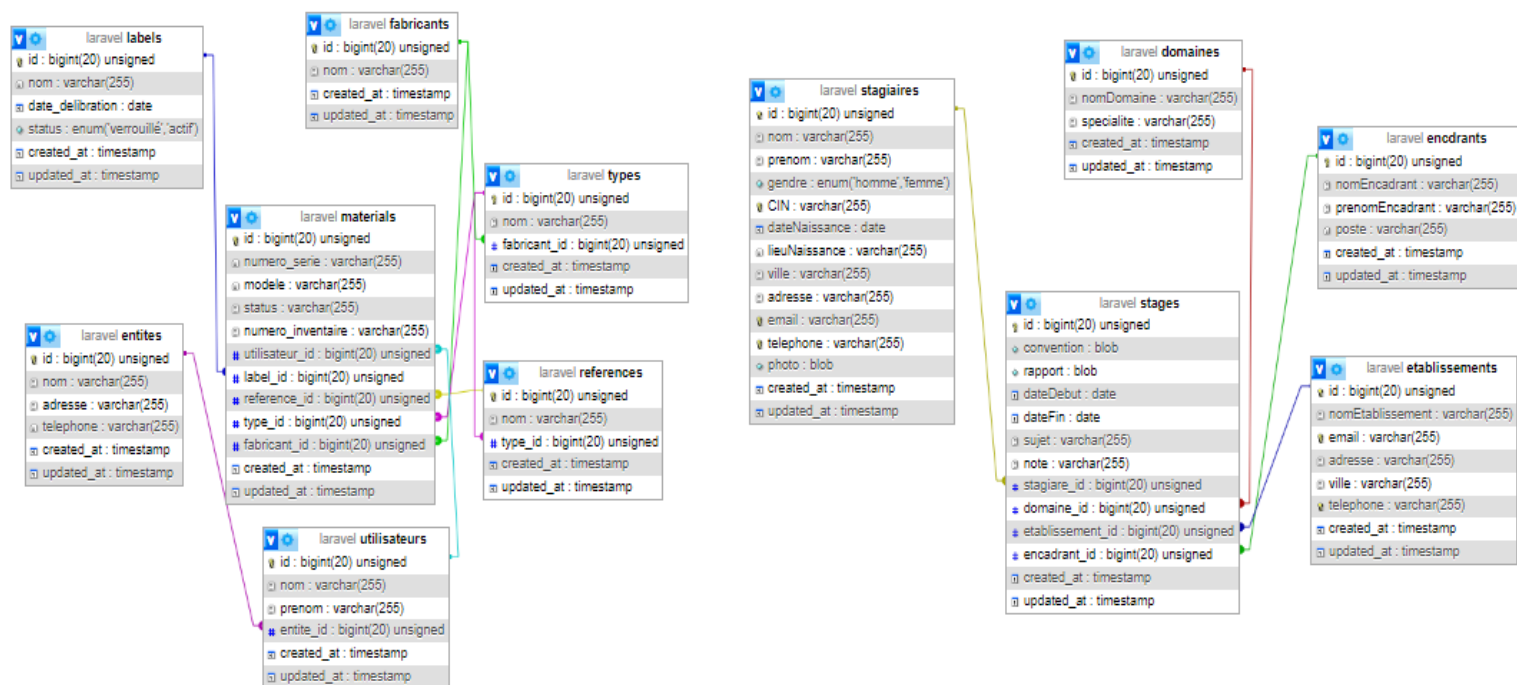 laravel labels
id : bigint(20) unsigned
nom : varchar(255)
date_delibration : date
status : enum('verrouillé','actif')
created_at : timestamp
updated_at : timestamp
laravel fabricants
id : bigint(20) unsigned
nom : varchar(255)
created_at : timestamp
updated_at : timestamp
laravel types
id : bigint(20) unsigned
nom : varchar(255)
fabricant_id : bigint(20) unsigned
created_at : timestamp
updated_at : timestamp
laravel materials
id : bigint(20) unsigned
numero_serie : varchar(255)
modele : varchar(255)
status : varchar(255)
numero_inventaire : varchar(255)
utilisateur_id : bigint(20) unsigned
label_id : bigint(20) unsigned
reference_id : bigint(20) unsigned
type_id : bigint(20) unsigned
fabricant_id : bigint(20) unsigned
created_at : timestamp
updated_at : timestamp
laravel entites
id : bigint(20) unsigned
nom : varchar(255)
adresse : varchar(255)
telephone : varchar(255)
created_at : timestamp
updated_at : timestamp
laravel references
id : bigint(20) unsigned
nom : varchar(255)
type_id : bigint(20) unsigned
created_at : timestamp
updated_at : timestamp
laravel utilisateurs
id : bigint(20) unsigned
nom : varchar(255)
prenom : varchar(255)
entite_id : bigint(20) unsigned
created_at : timestamp
updated_at : timestamp
laravel stagiaires
id : bigint(20) unsigned
nom : varchar(255)
prenom : varchar(255)
gendre : enum('homme','femme')
CIN : varchar(255)
dateNaissance : date
lieuNaissance : varchar(255)
ville : varchar(255)
adresse : varchar(255)
email : varchar(255)
telephone : varchar(255)
photo : blob
created_at : timestamp
updated_at : timestamp
laravel domaines
id : bigint(20) unsigned
nomDomaine : varchar(255)
specialite : varchar(255)
created_at : timestamp
updated_at : timestamp
laravel encdrants
id : bigint(20) unsigned
nomEncadrant : varchar(255)
prenomEncadrant : varchar(255)
poste : varchar(255)
created_at : timestamp
updated_at : timestamp
laravel stages
id : bigint(20) unsigned
convention : blob
rapport : blob
dateDebut : date
dateFin : date
sujet : varchar(255)
note : varchar(255)
stagiare_id : bigint(20) unsigned
domaine_id : bigint(20) unsigned
etablissement_id : bigint(20) unsigned
encadrant_id : bigint(20) unsigned
created_at : timestamp
updated_at : timestamp
laravel etablissements
id : bigint(20) unsigned
nomEtablissement : varchar(255)
email : varchar(255)
adresse : varchar(255)
ville : varchar(255)
telephone : varchar(255)
created_at : timestamp
updated_at : timestamp